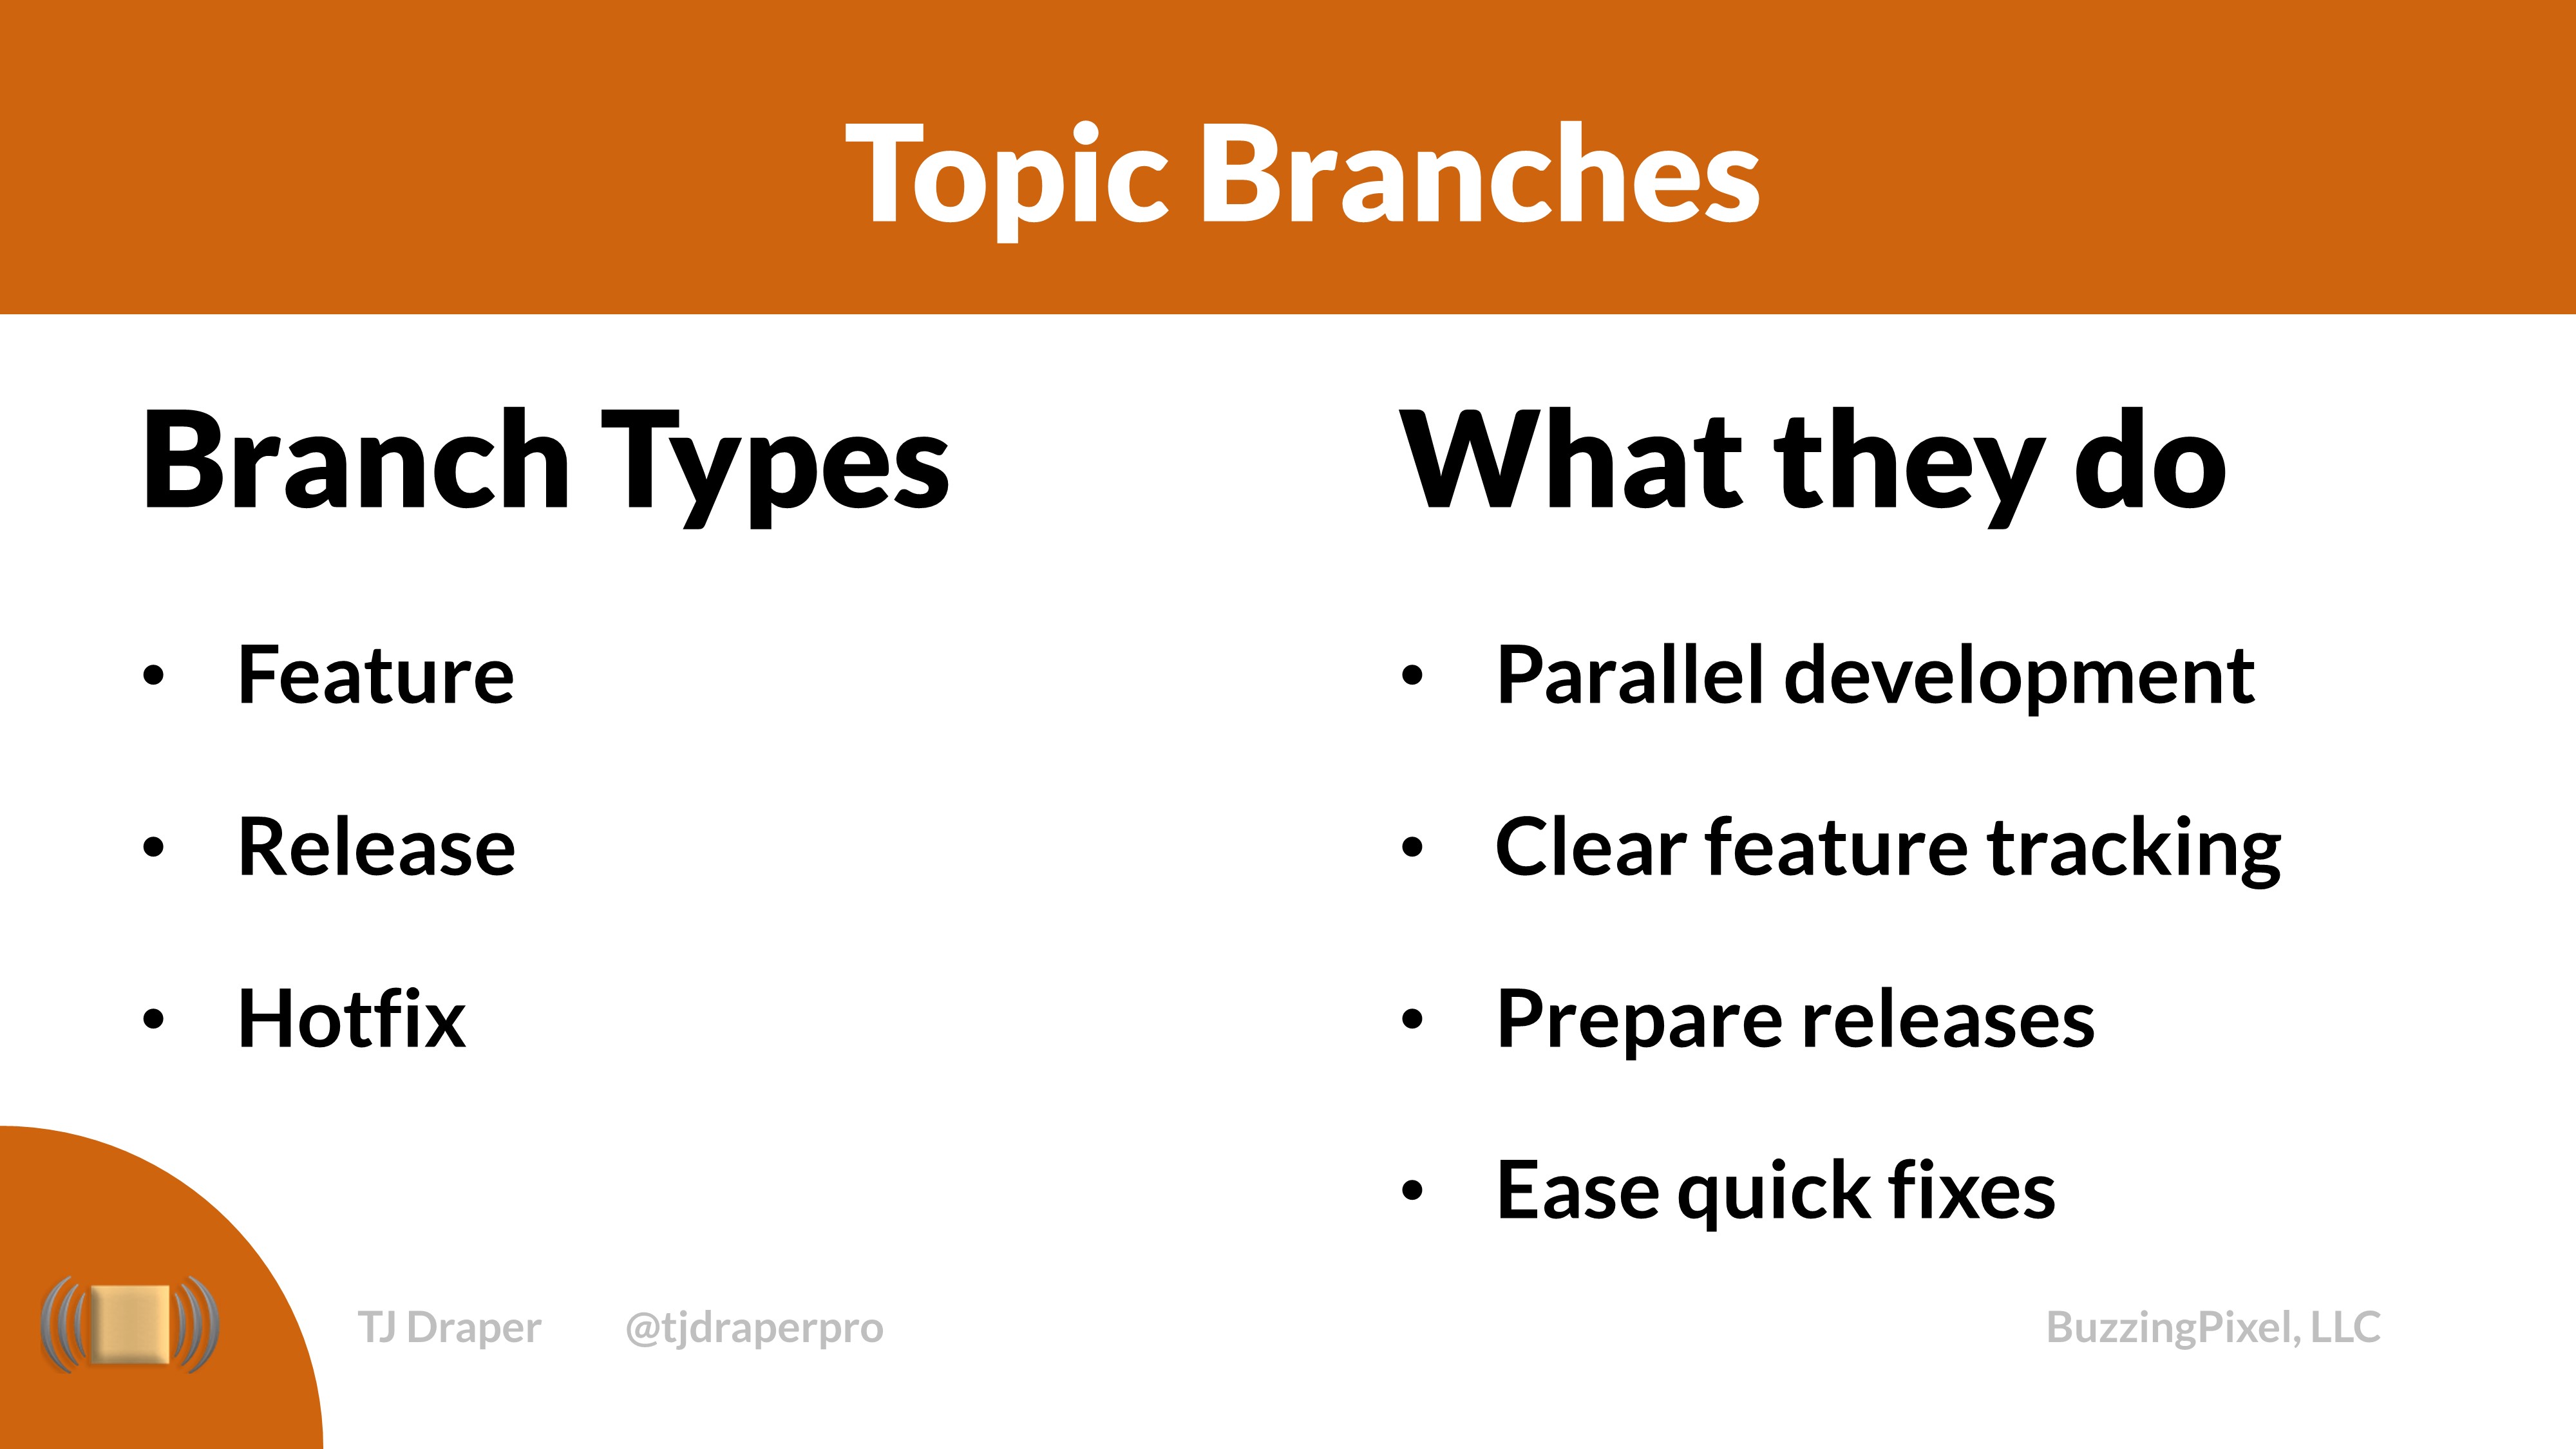 Topic Branches
Branch Types
• Feature
• Release
• Hotfix
What they do
• Parallel development
• Clear feature tracking
• Prepare releases
• Ease quick fixes
TJ Draper @tjdraperpro BuzzingPixel, LLC